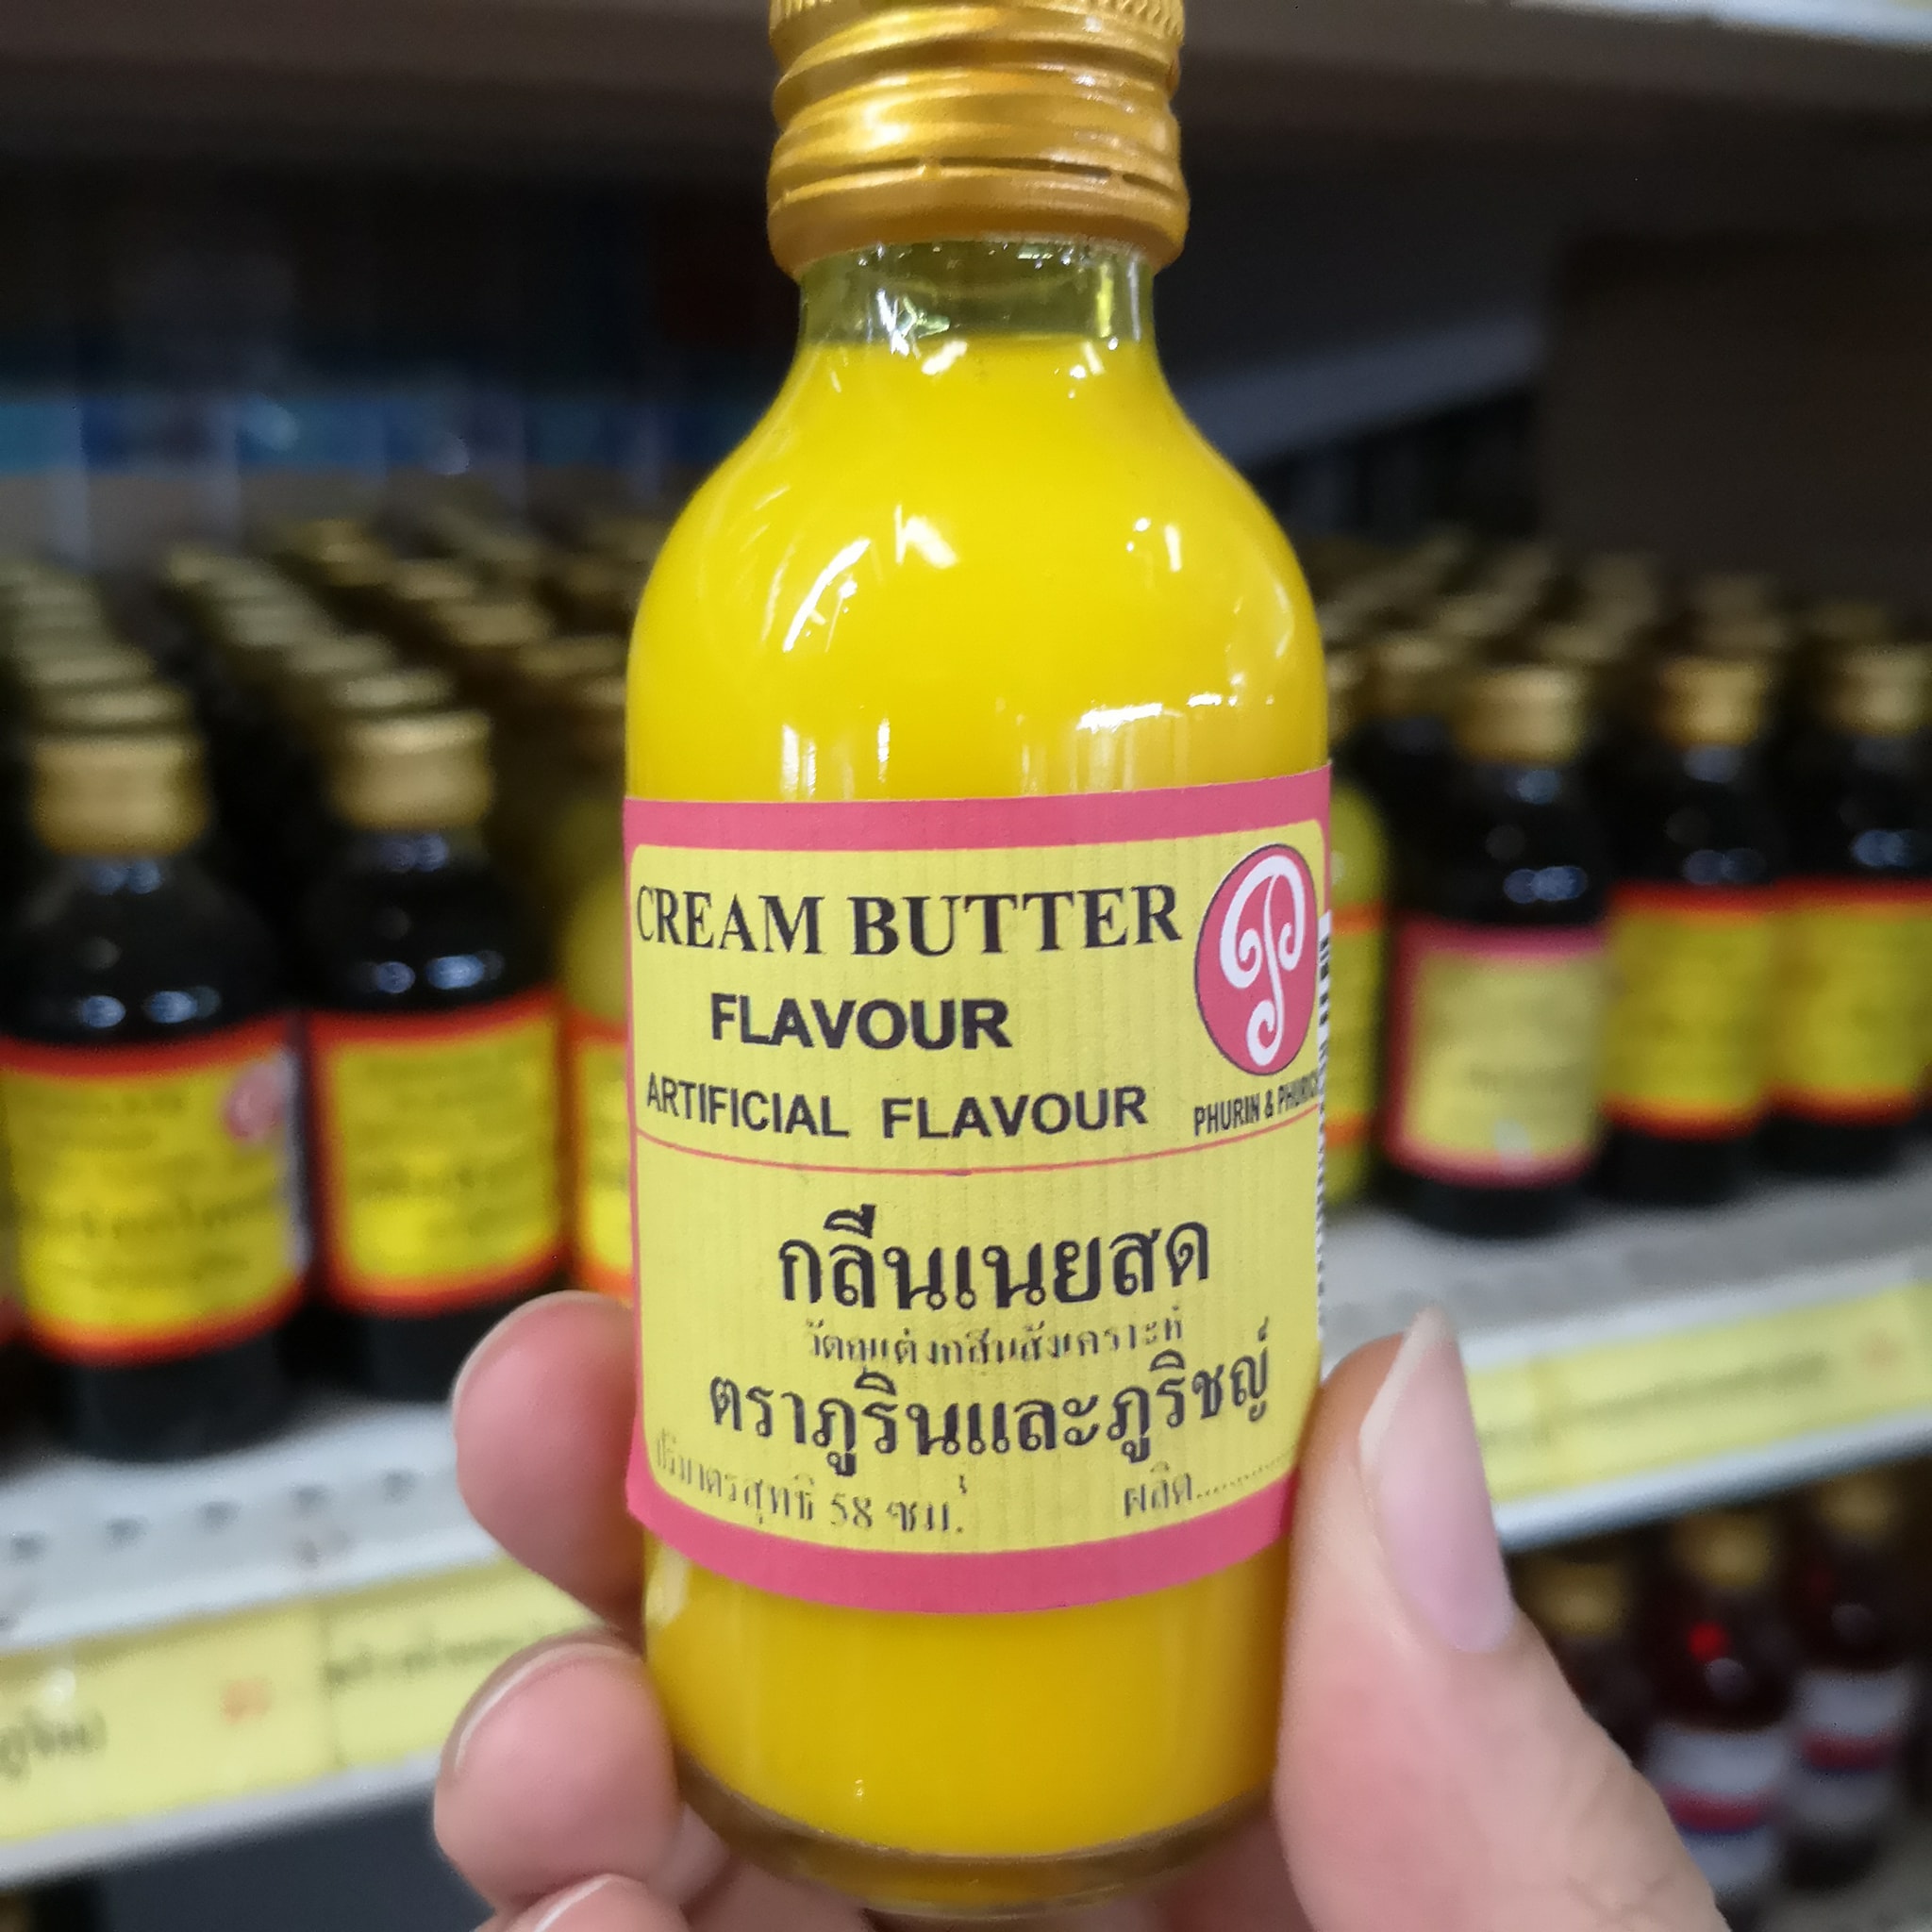 CREAM BUTTER
FLAVOUR
ARTIFICIAL FLAVOUR
PHURIN &
กลิ่นเนยสด
วัตถุแต่งกลิ่นสังเคราะห์
ตราภูรินและภูริชญ์
ปริมาตรสุทธิ 58 ซม.³
ผลิต...........